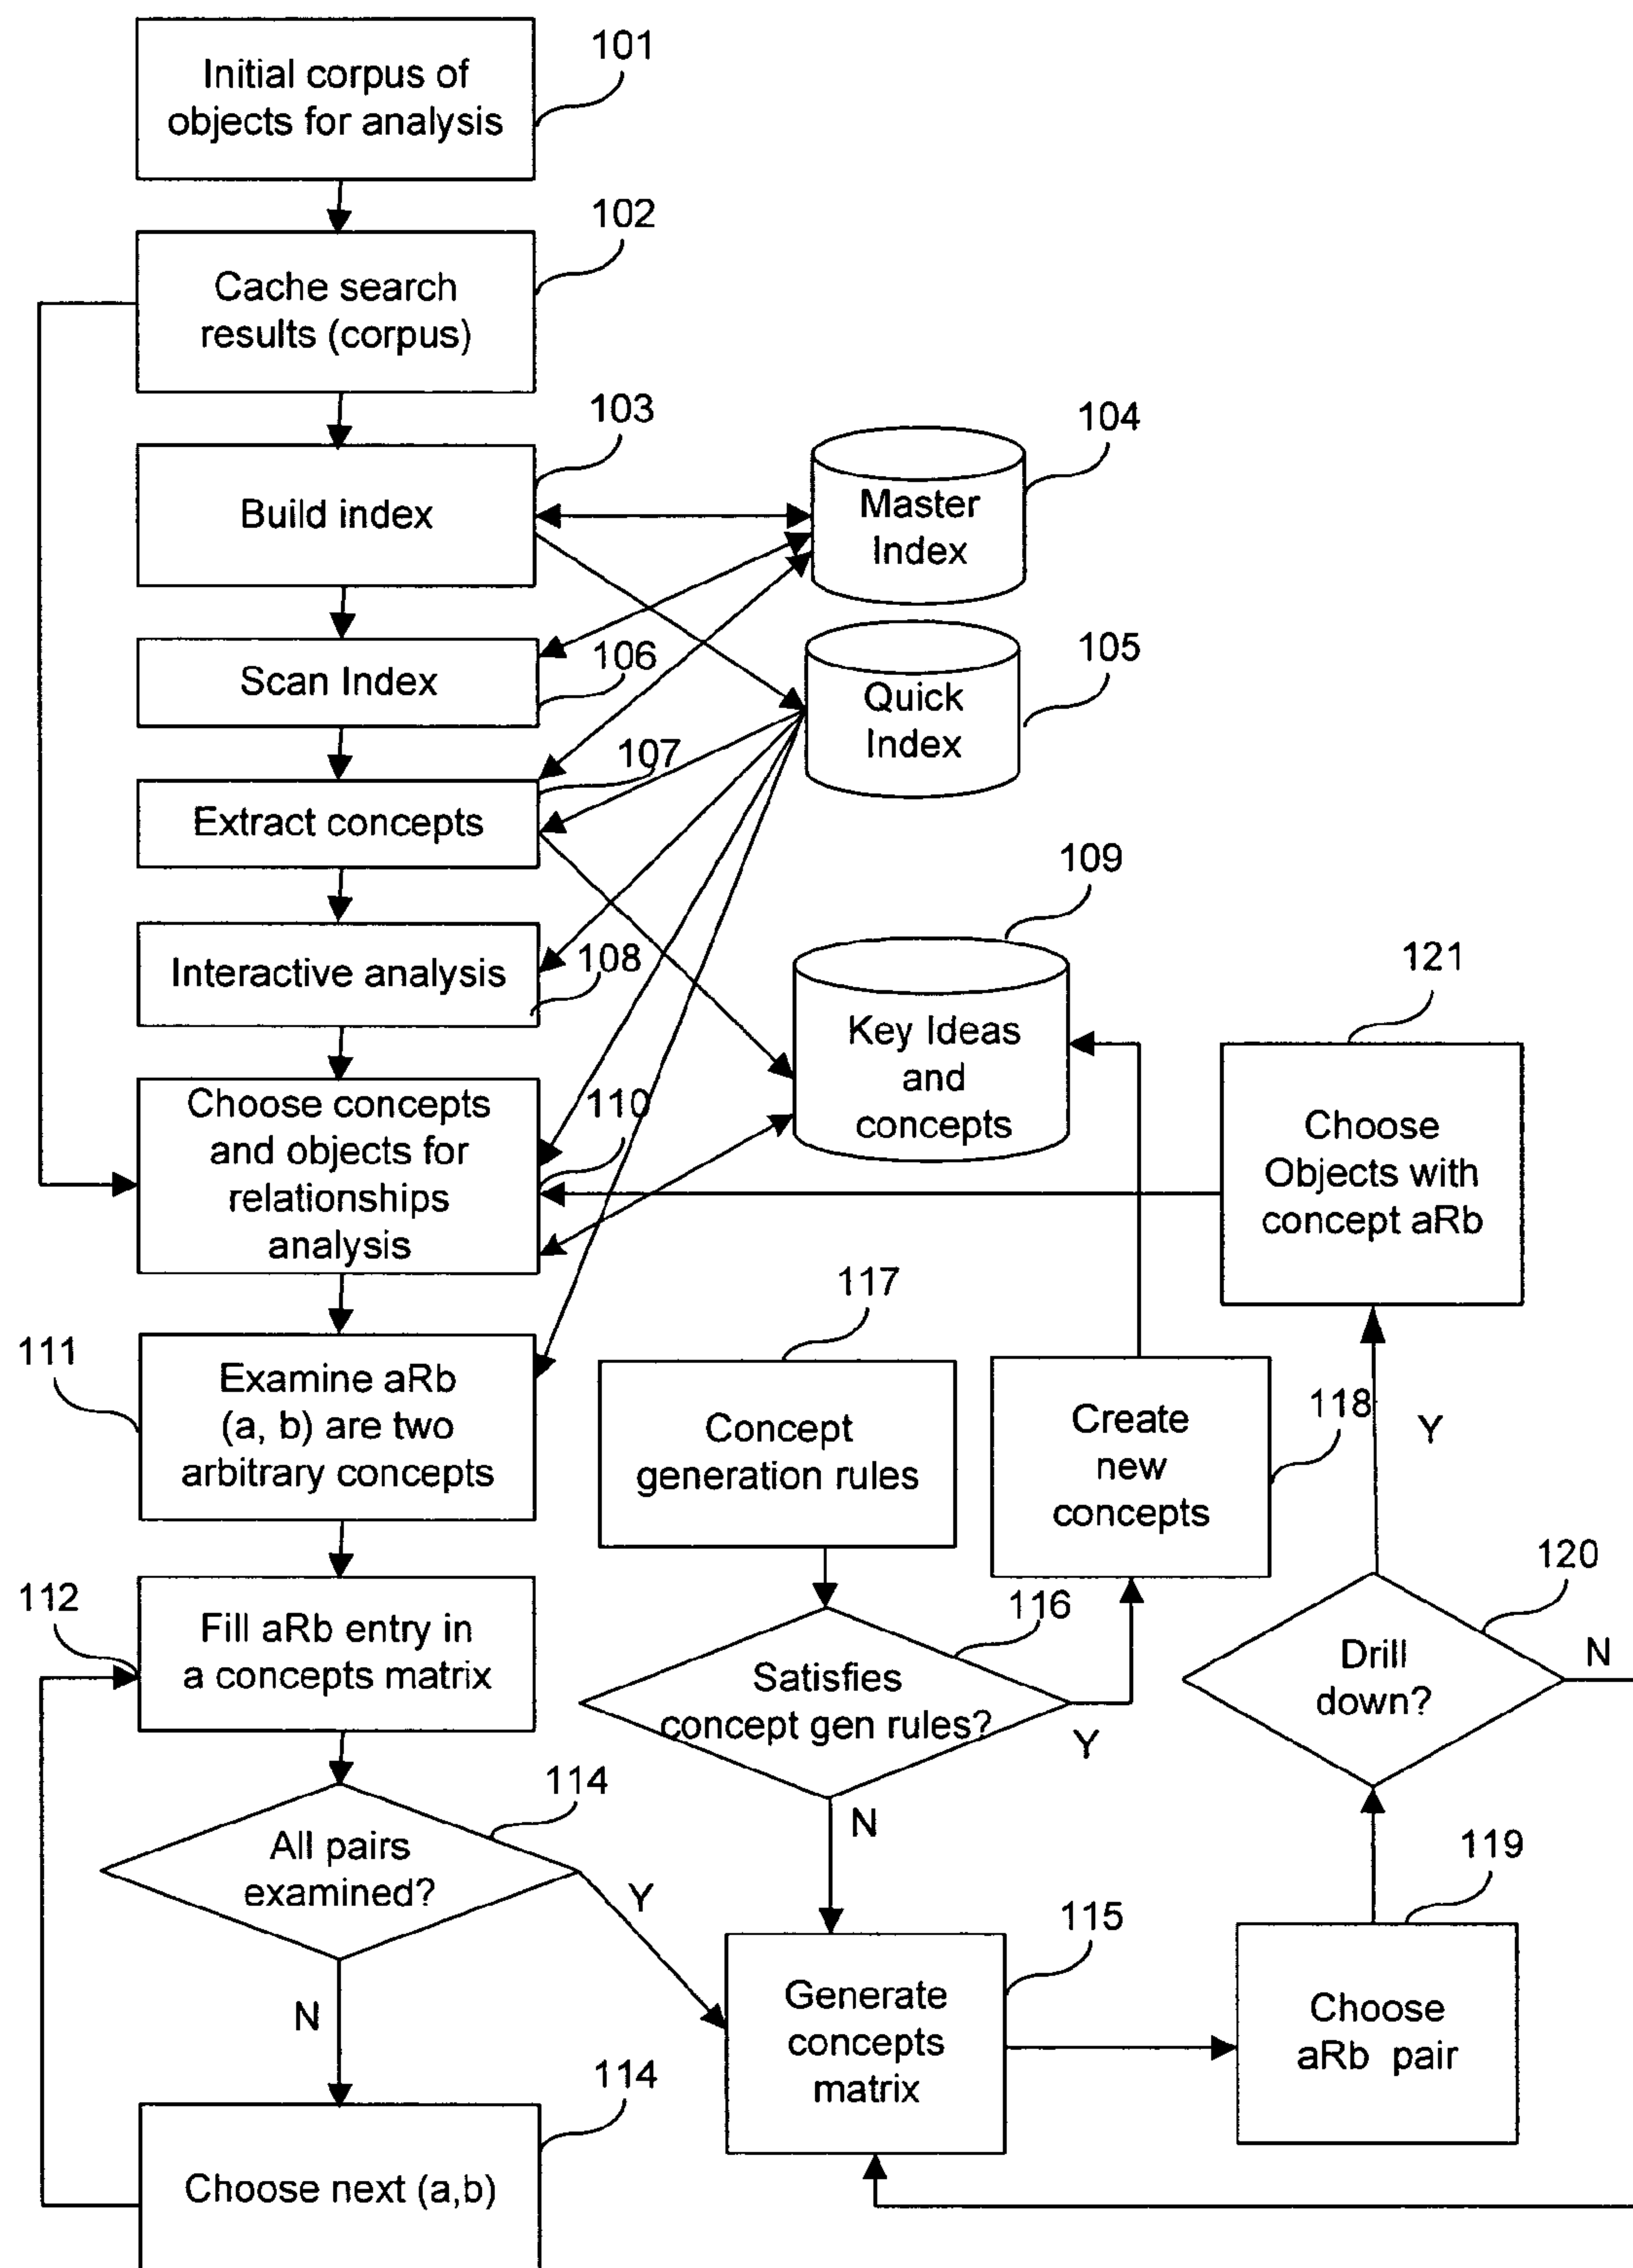 101
Initial corpus of
objects for analysis
102
Cache search
results (corpus)
103
Build index
104
Master
Index
106
Scan Index
105
Quick
Index
107
Extract concepts
108
Interactive analysis
109
Key Ideas
and
concepts
110
Choose concepts
and objects for
relationships
analysis
121
Choose
Objects with
concept aRb
111
Examine aRb
(a, b) are two
arbitrary concepts
117
Concept
generation rules
118
Create
new
concepts
Y
112
Fill aRb entry in
a concepts matrix
116
Satisfies
concept gen rules?
Y
N
120
Drill
down?
N
114
All pairs
examined?
Y
N
115
Generate
concepts
matrix
119
Choose
aRb pair
114
Choose next (a,b)